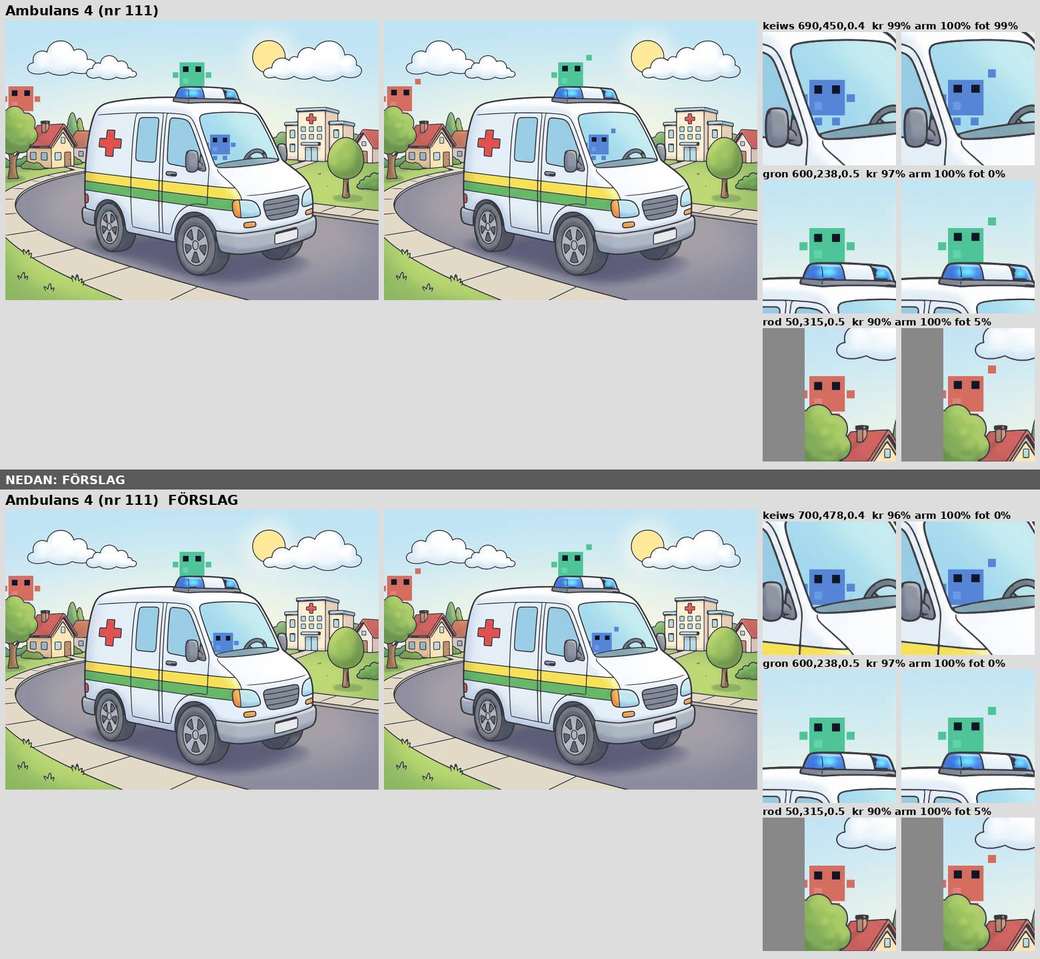 Ambulans 4 (nr 111)
keiws 690,450,0.4 kr 99% arm 100% fot 99%
gron 600,238,0.5 kr 97% arm 100% fot 0%
rod 50,315,0.5 kr 90% arm 100% fot 5%
NEDAN: FÖRSLAG
Ambulans 4 (nr 111) FÖRSLAG
keiws 700,478,0.4 kr 96% arm 100% fot 0%
gron 600,238,0.5 kr 97% arm 100% fot 0%
rod 50,315,0.5 kr 90% arm 100% fot 5%